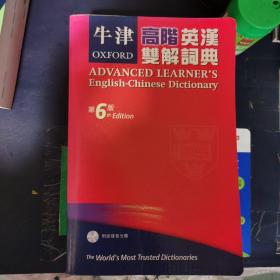 牛津 高階英漢
OXFORD 雙解詞典
ADVANCED LEARNER'S
English-Chinese Dictionary
第6版
th Edition
The World's Most Trusted Dictionaries